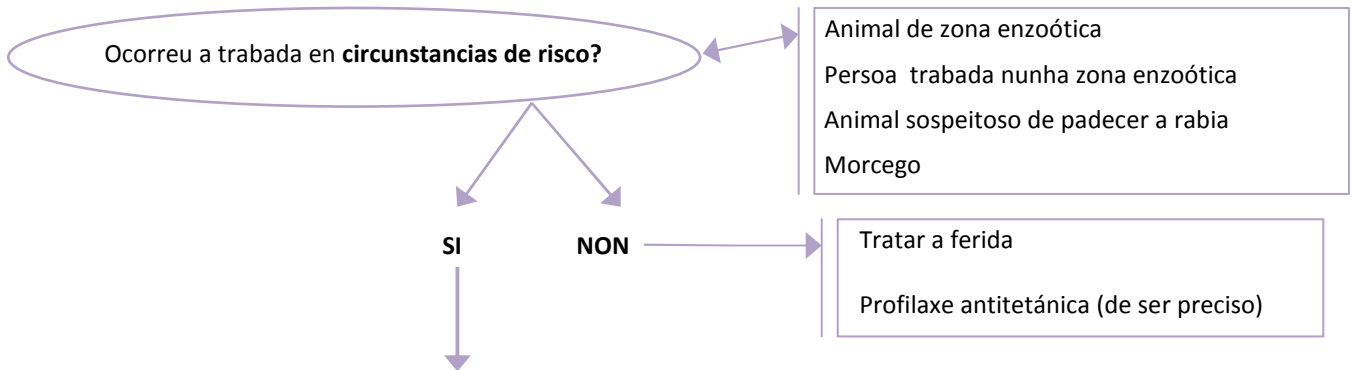 Ocorreu a trabada en circunstancias de risco?
Animal de zona enzoótica
Persoa trabada nunha zona enzoótica
Animal sospeitoso de padecer a rabia
Morcego
SI
NON
Tratar a ferida
Profilaxe antitetánica (de ser preciso)